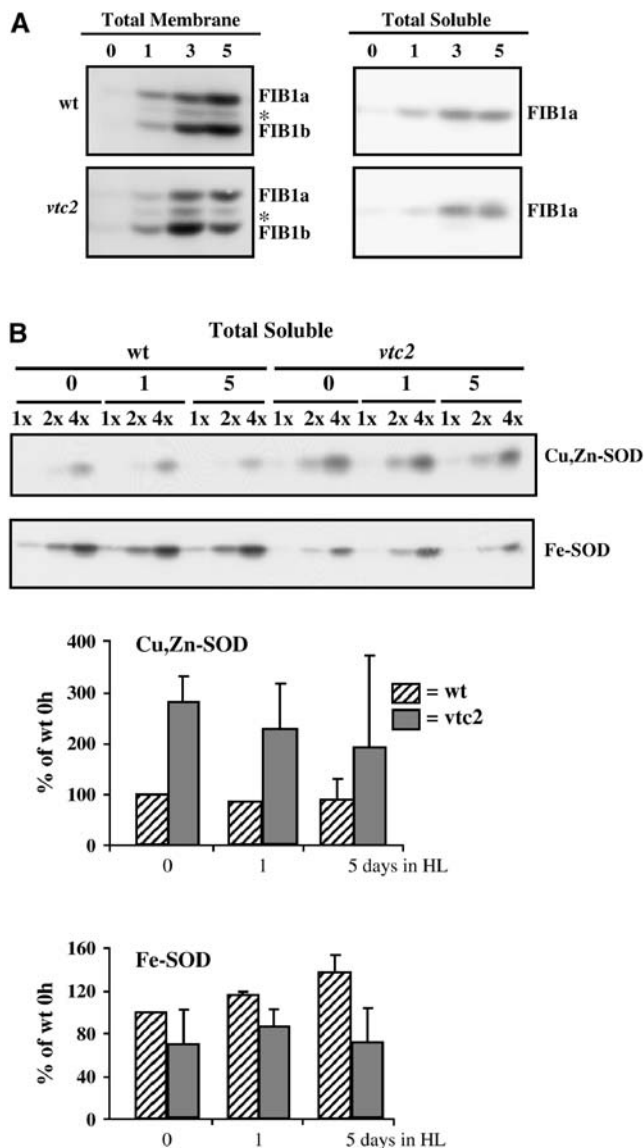 A
Total Membrane
Total Soluble
0 1 3 5
0 1 3 5
wt
FIB1a
*
FIB1b
FIB1a
vtc2
FIB1a
*
FIB1b
FIB1a
B
Total Soluble
wt
vtc2
0 1 5 0 1 5
1x 2x 4x 1x 2x 4x 1x 2x 4x 1x 2x 4x 1x 2x 4x 1x 2x 4x
Cu,Zn-SOD
Fe-SOD
Cu,Zn-SOD
% of wt 0h
400
300
200
100
0
= wt
= vtc2
0 1 5 days in HL
Fe-SOD
% of wt 0h
160
120
80
40
0
0 1 5 days in HL